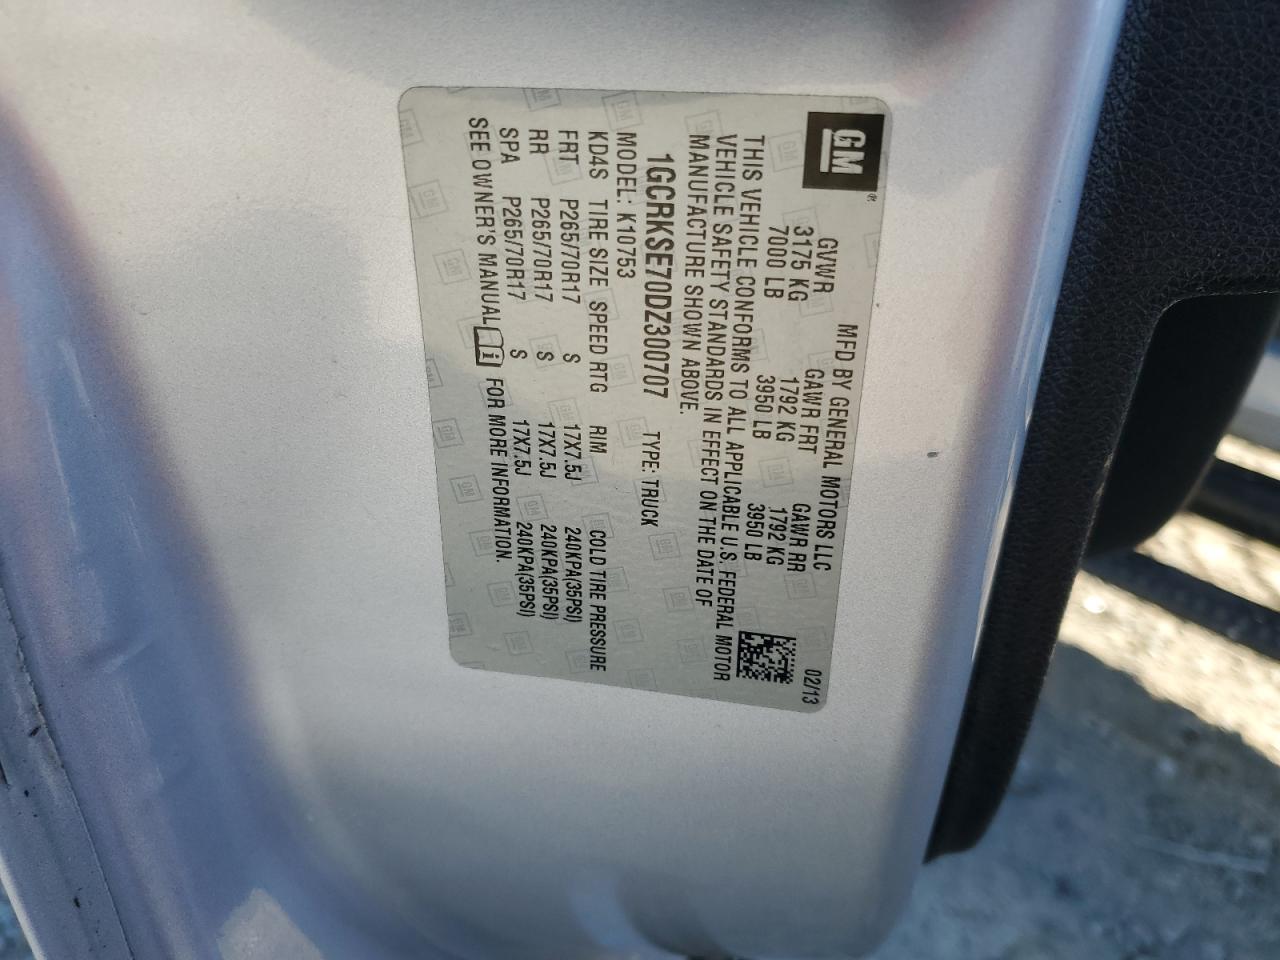 GM®
MFD BY GENERAL MOTORS LLC 02/13
GVWR GAWR FRT GAWR RR
3175 KG 1792 KG 1792 KG
7000 LB 3950 LB 3950 LB
THIS VEHICLE CONFORMS TO ALL APPLICABLE U.S. FEDERAL MOTOR
VEHICLE SAFETY STANDARDS IN EFFECT ON THE DATE OF
MANUFACTURE SHOWN ABOVE.
1GCRKSE70DZ300707 TYPE: TRUCK
MODEL: K10753
KD4S TIRE SIZE SPEED RTG RIM COLD TIRE PRESSURE
FRT P265/70R17 S 17X7.5J 240KPA(35PSI)
RR P265/70R17 S 17X7.5J 240KPA(35PSI)
SPA P265/70R17 S 17X7.5J 240KPA(35PSI)
SEE OWNER'S MANUAL i FOR MORE INFORMATION.